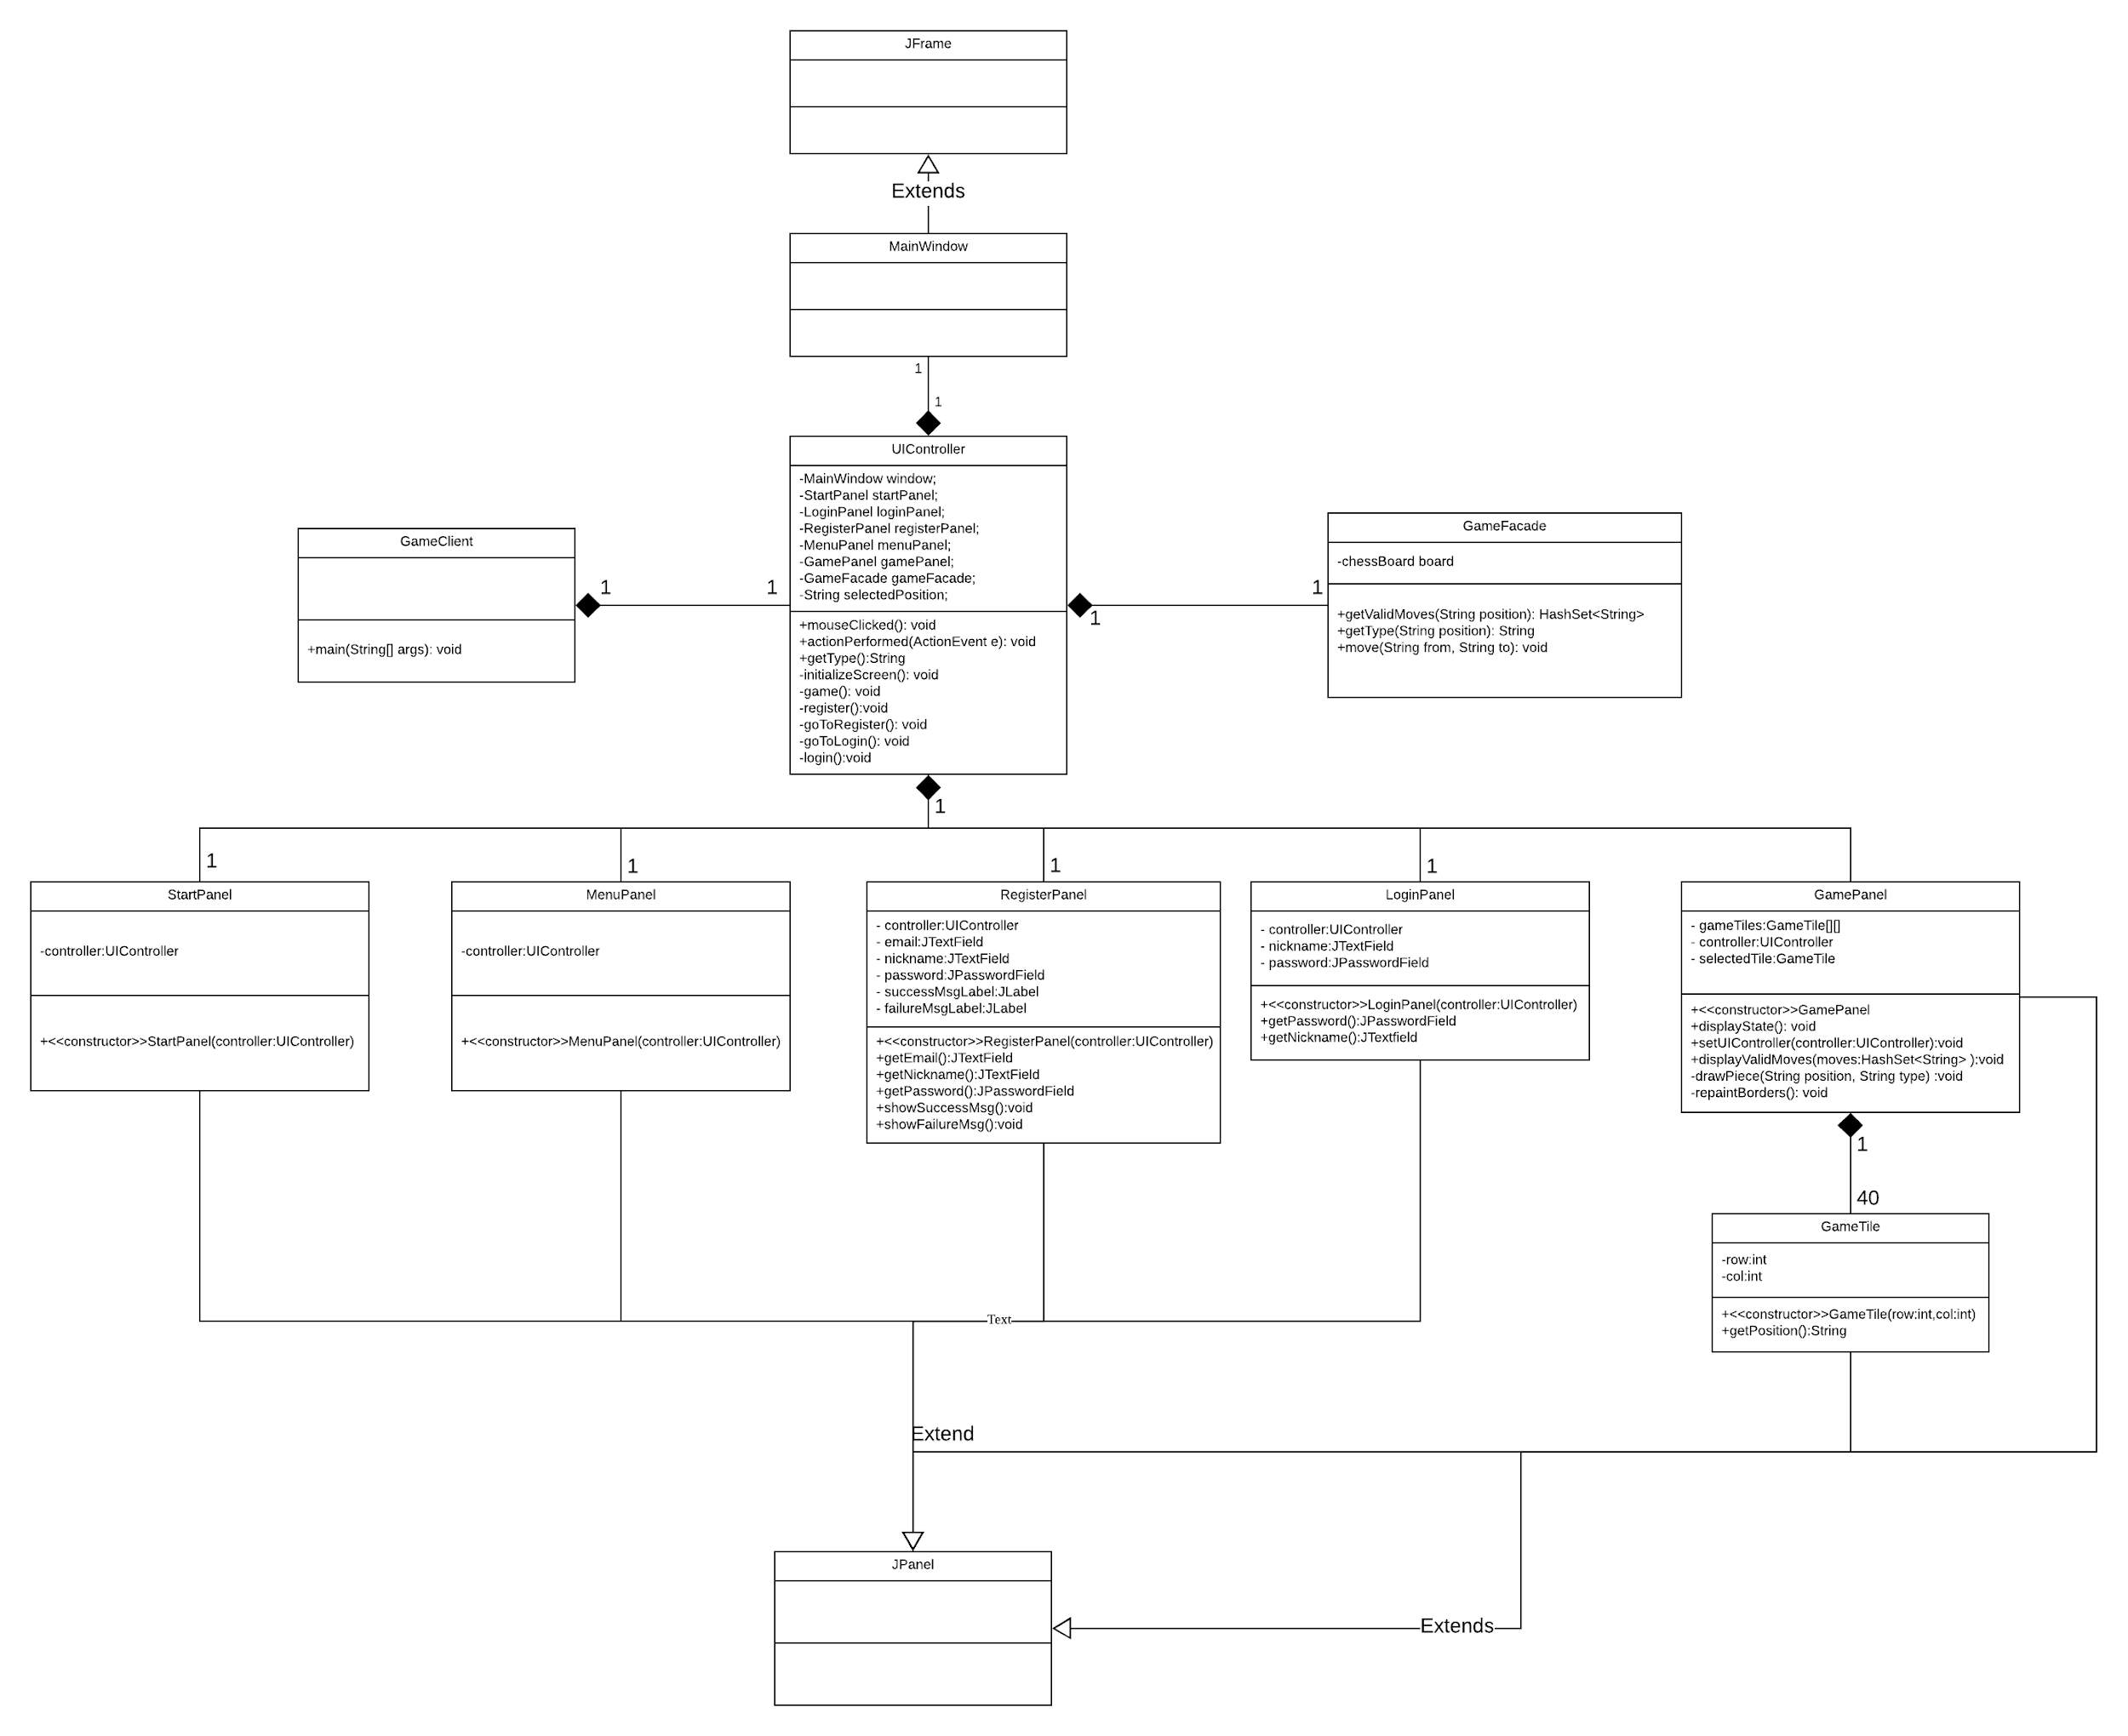 JFrame
Extends
MainWindow
1
1
UIController
-MainWindow window;
-StartPanel startPanel;
-LoginPanel loginPanel;
-RegisterPanel registerPanel;
-MenuPanel menuPanel;
-GamePanel gamePanel;
-GameFacade gameFacade;
-String selectedPosition;
+mouseClicked(): void
+actionPerformed(ActionEvent e): void
+getType():String
-initializeScreen(): void
-game(): void
-register():void
-goToRegister(): void
-goToLogin(): void
-login():void
GameClient
+main(String[] args): void
1
1
GameFacade
-chessBoard board
+getValidMoves(String position): HashSet<String>
+getType(String position): String
+move(String from, String to): void
1
1
1
1
StartPanel
-controller:UIController
+<<constructor>>StartPanel(controller:UIController)
1
MenuPanel
-controller:UIController
+<<constructor>>MenuPanel(controller:UIController)
1
RegisterPanel
- controller:UIController
- email:JTextField
- nickname:JTextField
- password:JPasswordField
- successMsgLabel:JLabel
- failureMsgLabel:JLabel
+<<constructor>>RegisterPanel(controller:UIController)
+getEmail():JTextField
+getNickname():JTextField
+getPassword():JPasswordField
+showSuccessMsg():void
+showFailureMsg():void
1
LoginPanel
- controller:UIController
- nickname:JTextField
- password:JPasswordField
+<<constructor>>LoginPanel(controller:UIController)
+getPassword():JPasswordField
+getNickname():JTextfield
GamePanel
- gameTiles:GameTile[][]
- controller:UIController
- selectedTile:GameTile
+<<constructor>>GamePanel
+displayState(): void
+setUIController(controller:UIController):void
+displayValidMoves(moves:HashSet<String> ):void
-drawPiece(String position, String type) :void
-repaintBorders(): void
1
40
GameTile
-row:int
-col:int
+<<constructor>>GameTile(row:int,col:int)
+getPosition():String
Text
Extend
JPanel
Extends